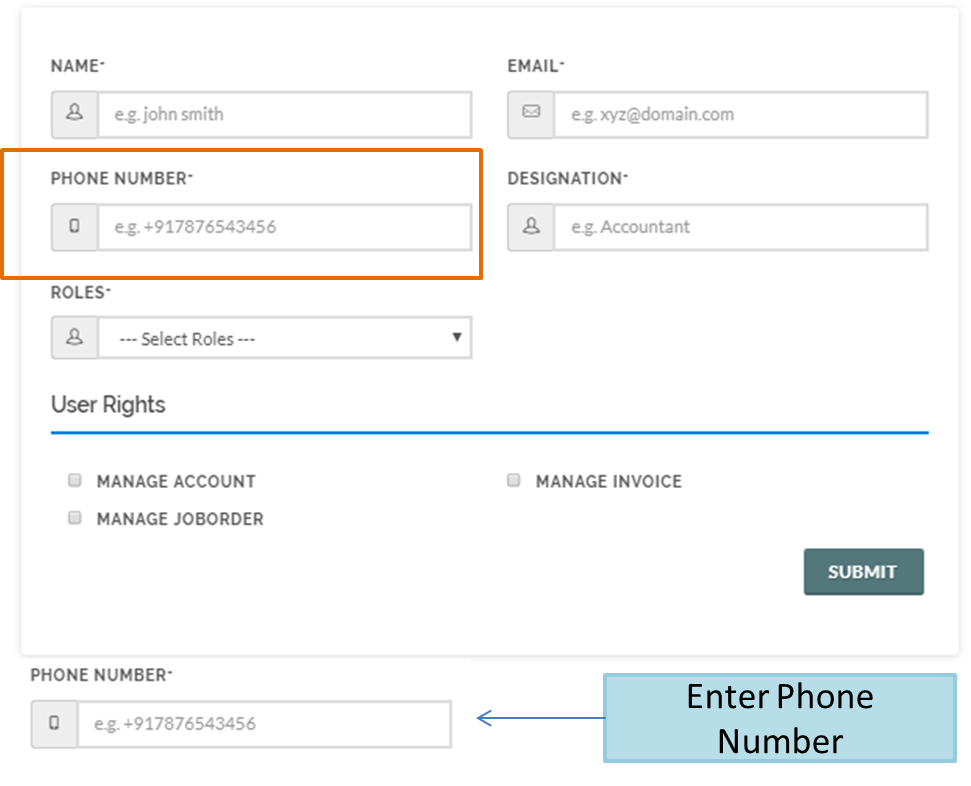 NAME- EMAIL-
e.g. john smith e.g. xyz@domain.com
PHONE NUMBER- DESIGNATION-
e.g. +917876543456 e.g. Accountant
ROLES-
--- Select Roles ---
User Rights
MANAGE ACCOUNT MANAGE INVOICE
MANAGE JOBORDER
SUBMIT
PHONE NUMBER-
e.g. +917876543456
Enter Phone
Number